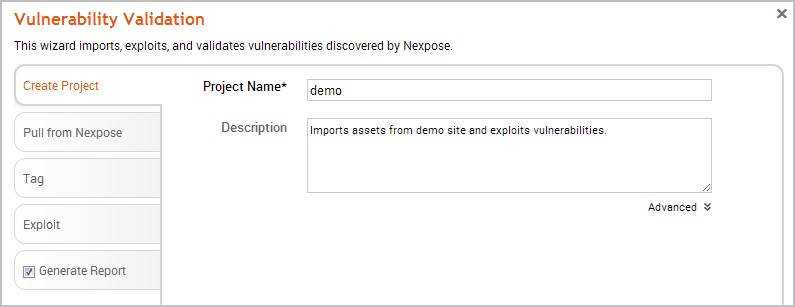 Vulnerability Validation
This wizard imports, exploits, and validates vulnerabilities discovered by Nexpose.
Create Project
Project Name*
demo
Pull from Nexpose
Description
Imports assets from demo site and exploits vulnerabilities.
Tag
Advanced
Exploit
Generate Report